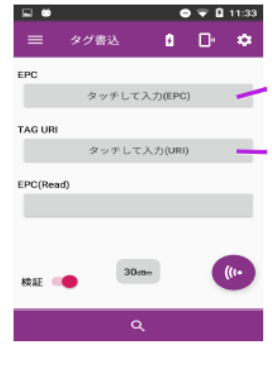 11:33
タグ書込
EPC
タッチして入力(EPC)
TAG URI
タッチして入力(URI)
EPC(Read)
検証
30dBm